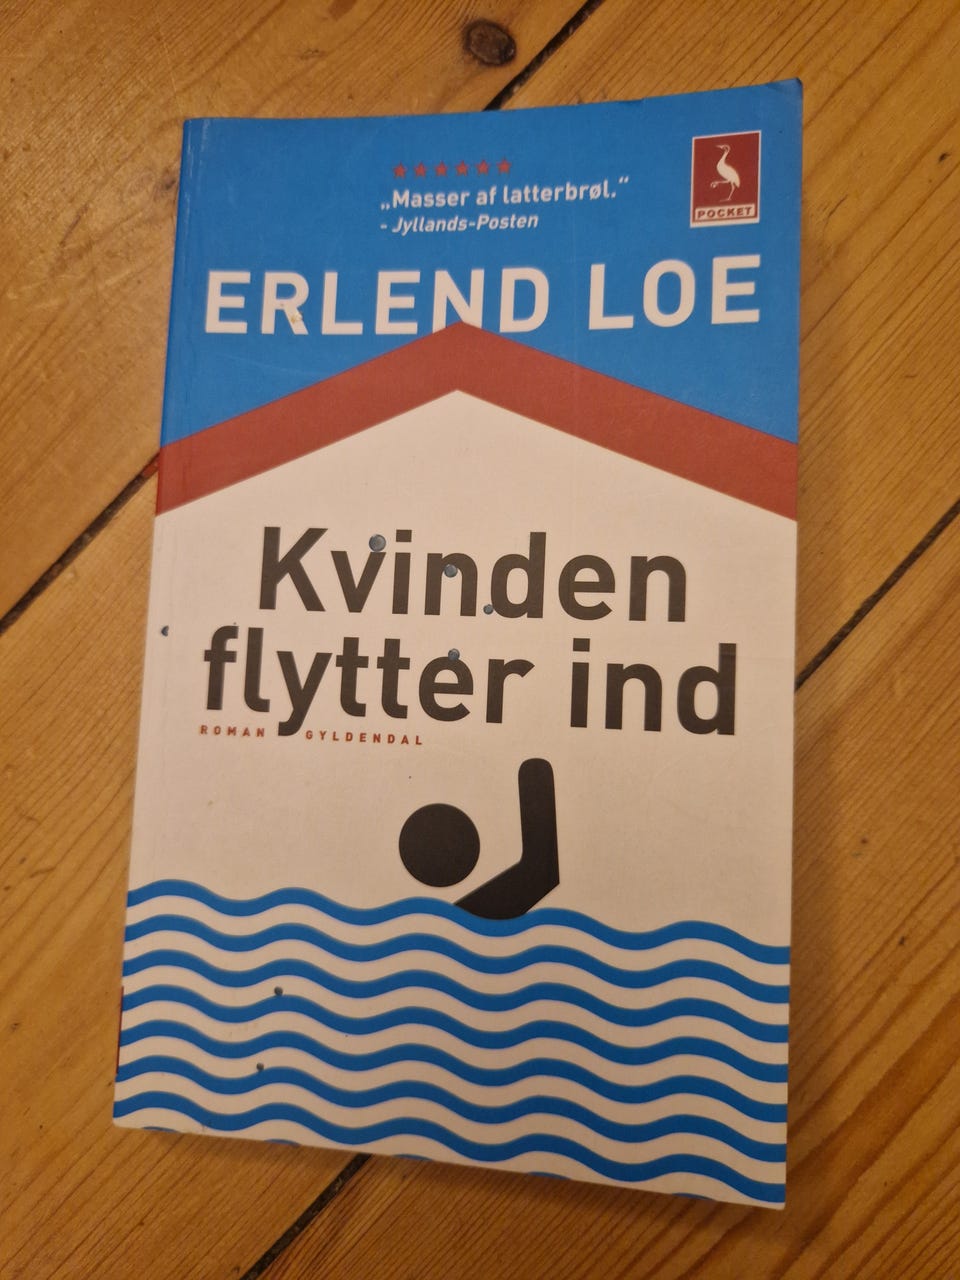 ★★★★★★
„Masser af latterbrøl.“
- Jyllands-Posten
POCKET
ERLEND LOE
Kvinden
flytter ind
ROMAN GYLDENDAL